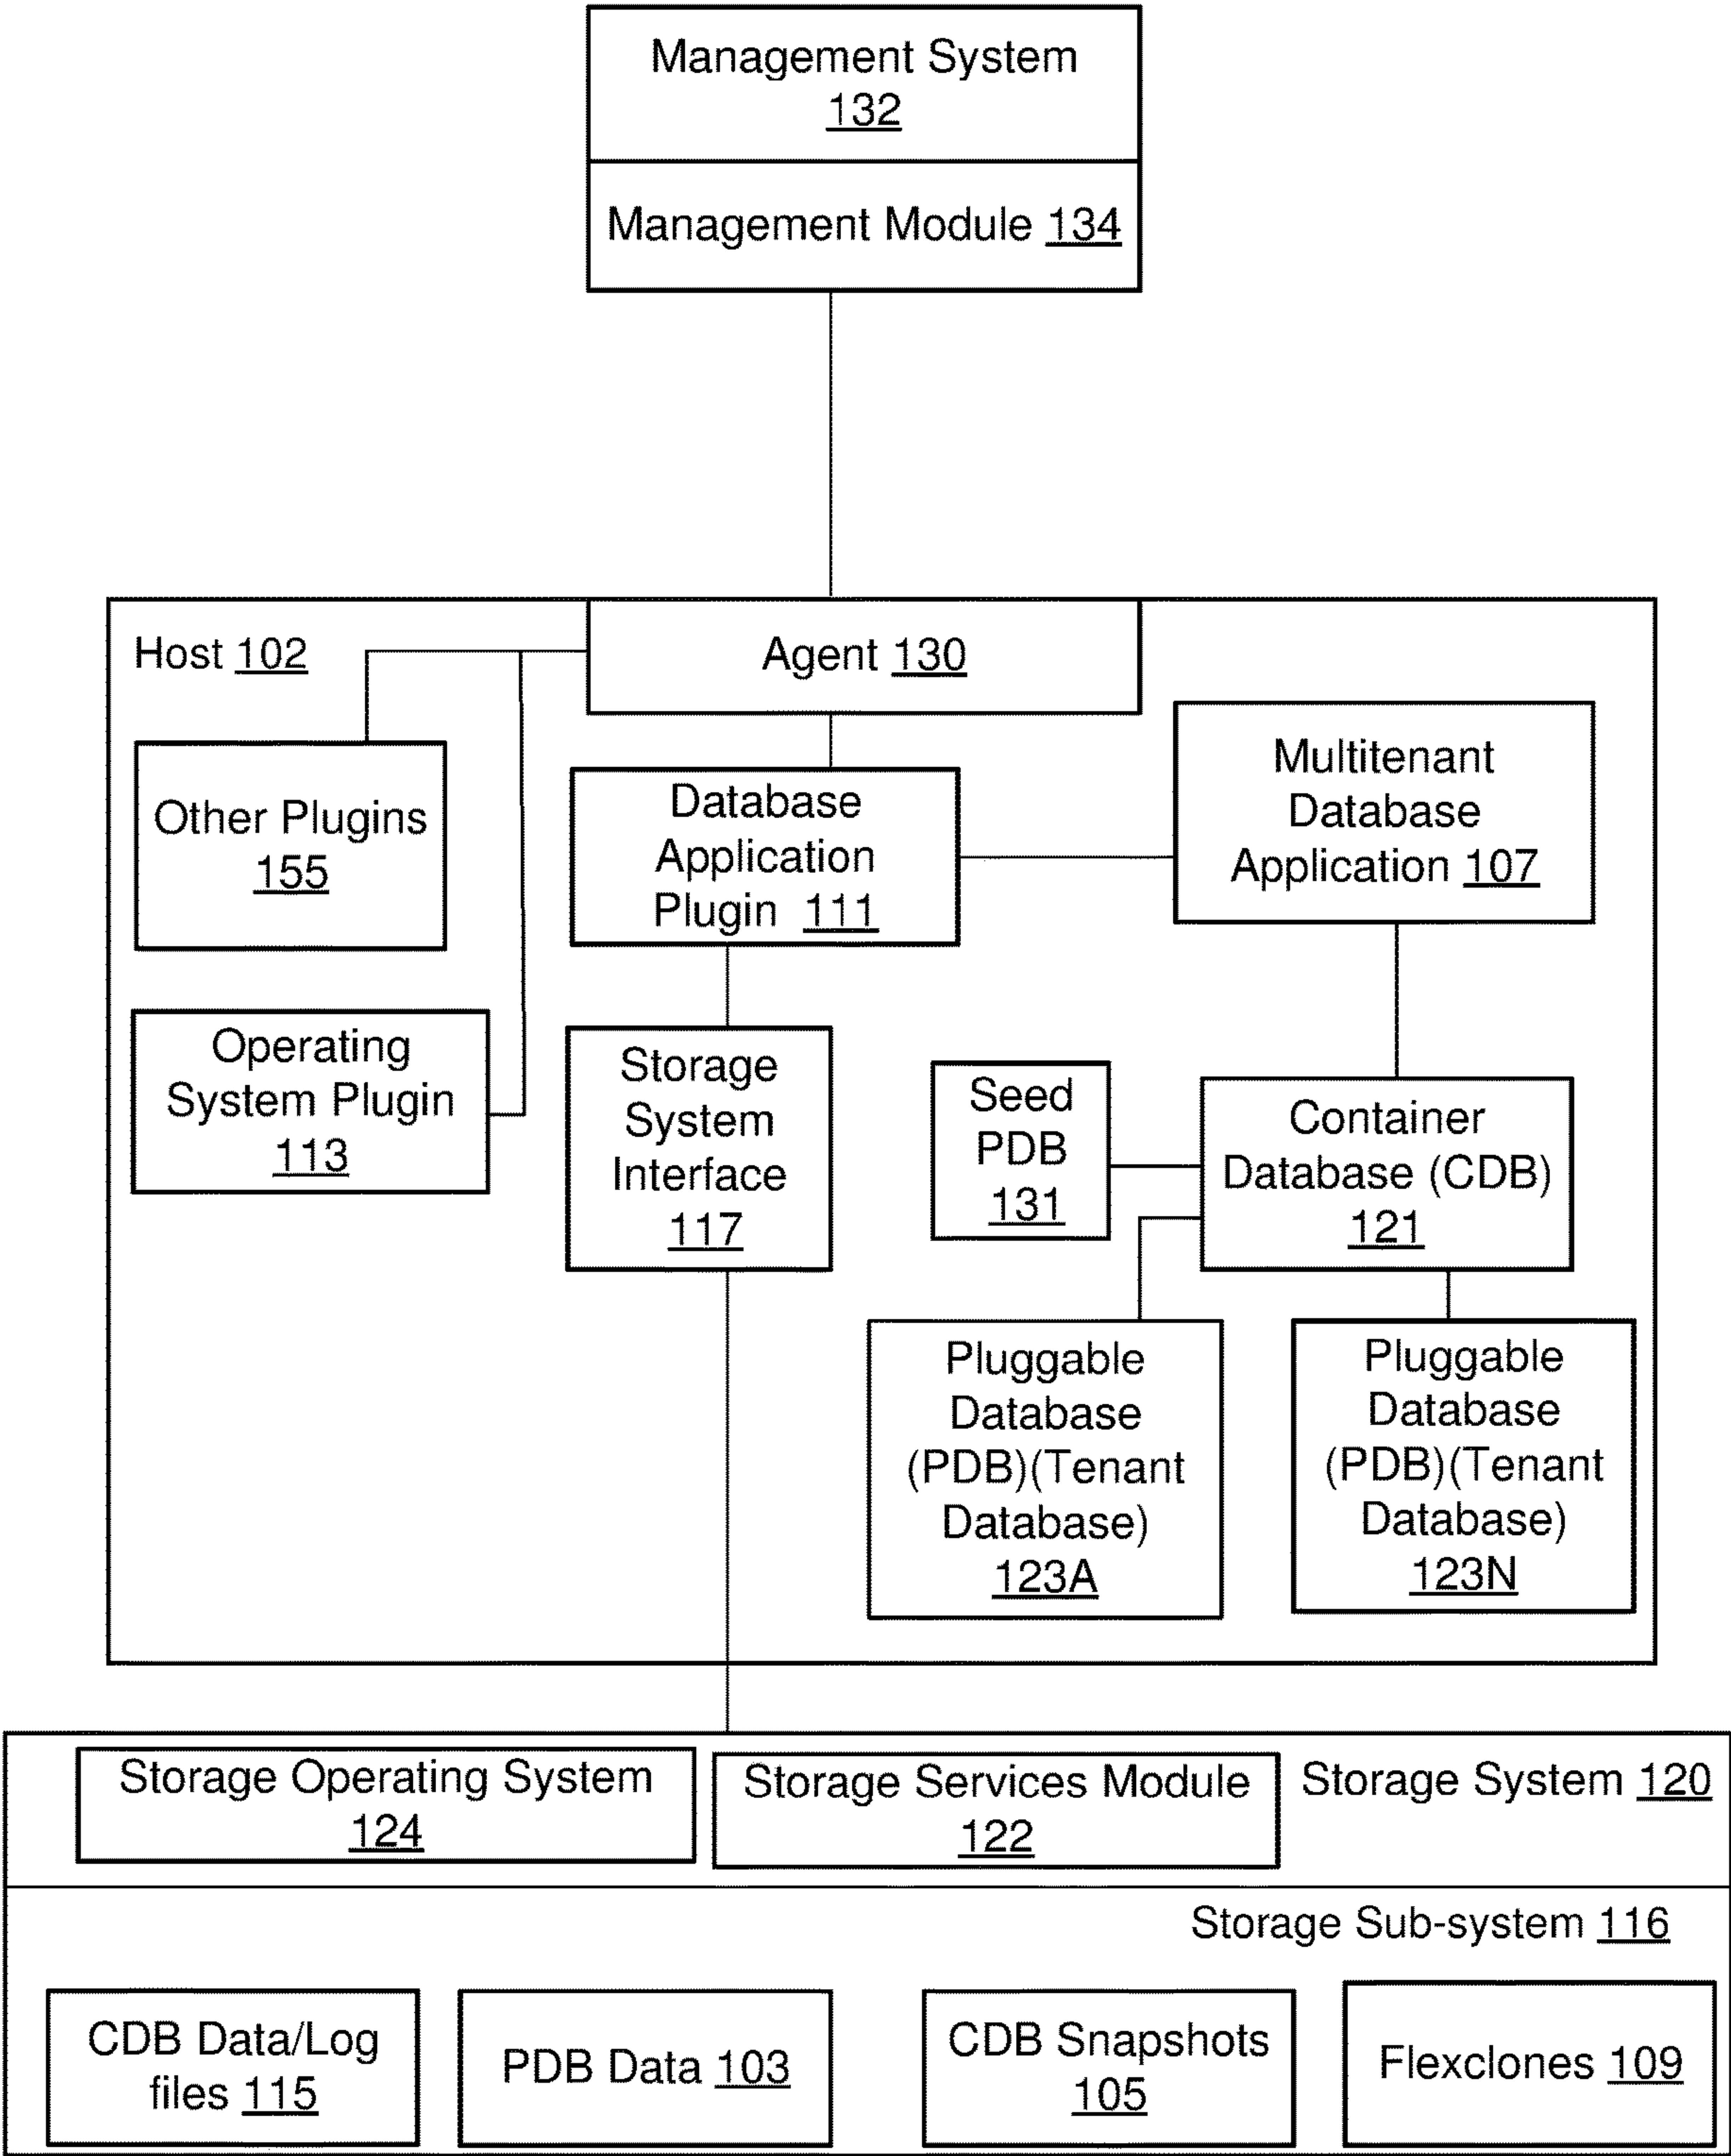 Management System
132
Management Module 134
Host 102
Agent 130
Other Plugins
155
Database
Application
Plugin 111
Multitenant
Database
Application 107
Operating
System Plugin
113
Storage
System
Interface
117
Seed
PDB
131
Container
Database (CDB)
121
Pluggable
Database
(PDB)(Tenant
Database)
123A
Pluggable
Database
(PDB)(Tenant
Database)
123N
Storage Operating System
124
Storage Services Module
122
Storage System 120
Storage Sub-system 116
CDB Data/Log
files 115
PDB Data 103
CDB Snapshots
105
Flexclones 109